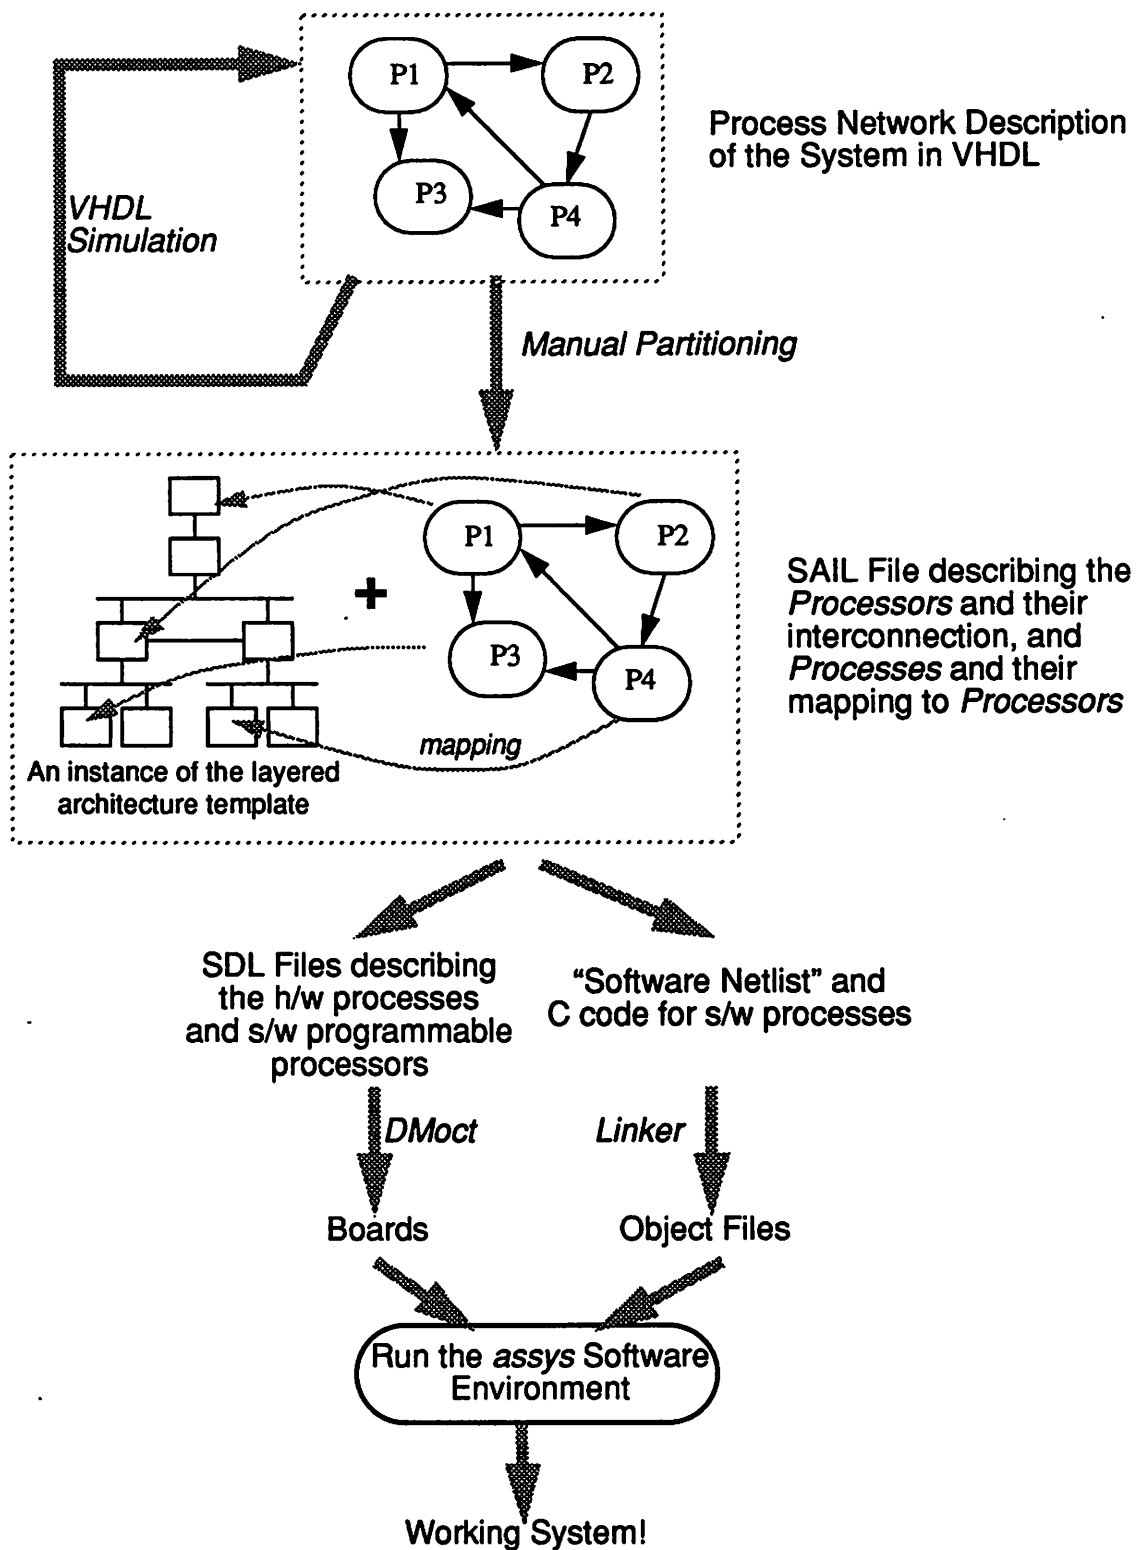 P1
P2
P3
P4
Process Network Description
of the System in VHDL
VHDL
Simulation
Manual Partitioning
P1
P2
P3
P4
+
mapping
An instance of the layered
architecture template
SAIL File describing the
Processors and their
interconnection, and
Processes and their
mapping to Processors
SDL Files describing
the h/w processes
and s/w programmable
processors
“Software Netlist” and
C code for s/w processes
DMoct
Linker
Boards
Object Files
Run the assys Software
Environment
Working System!